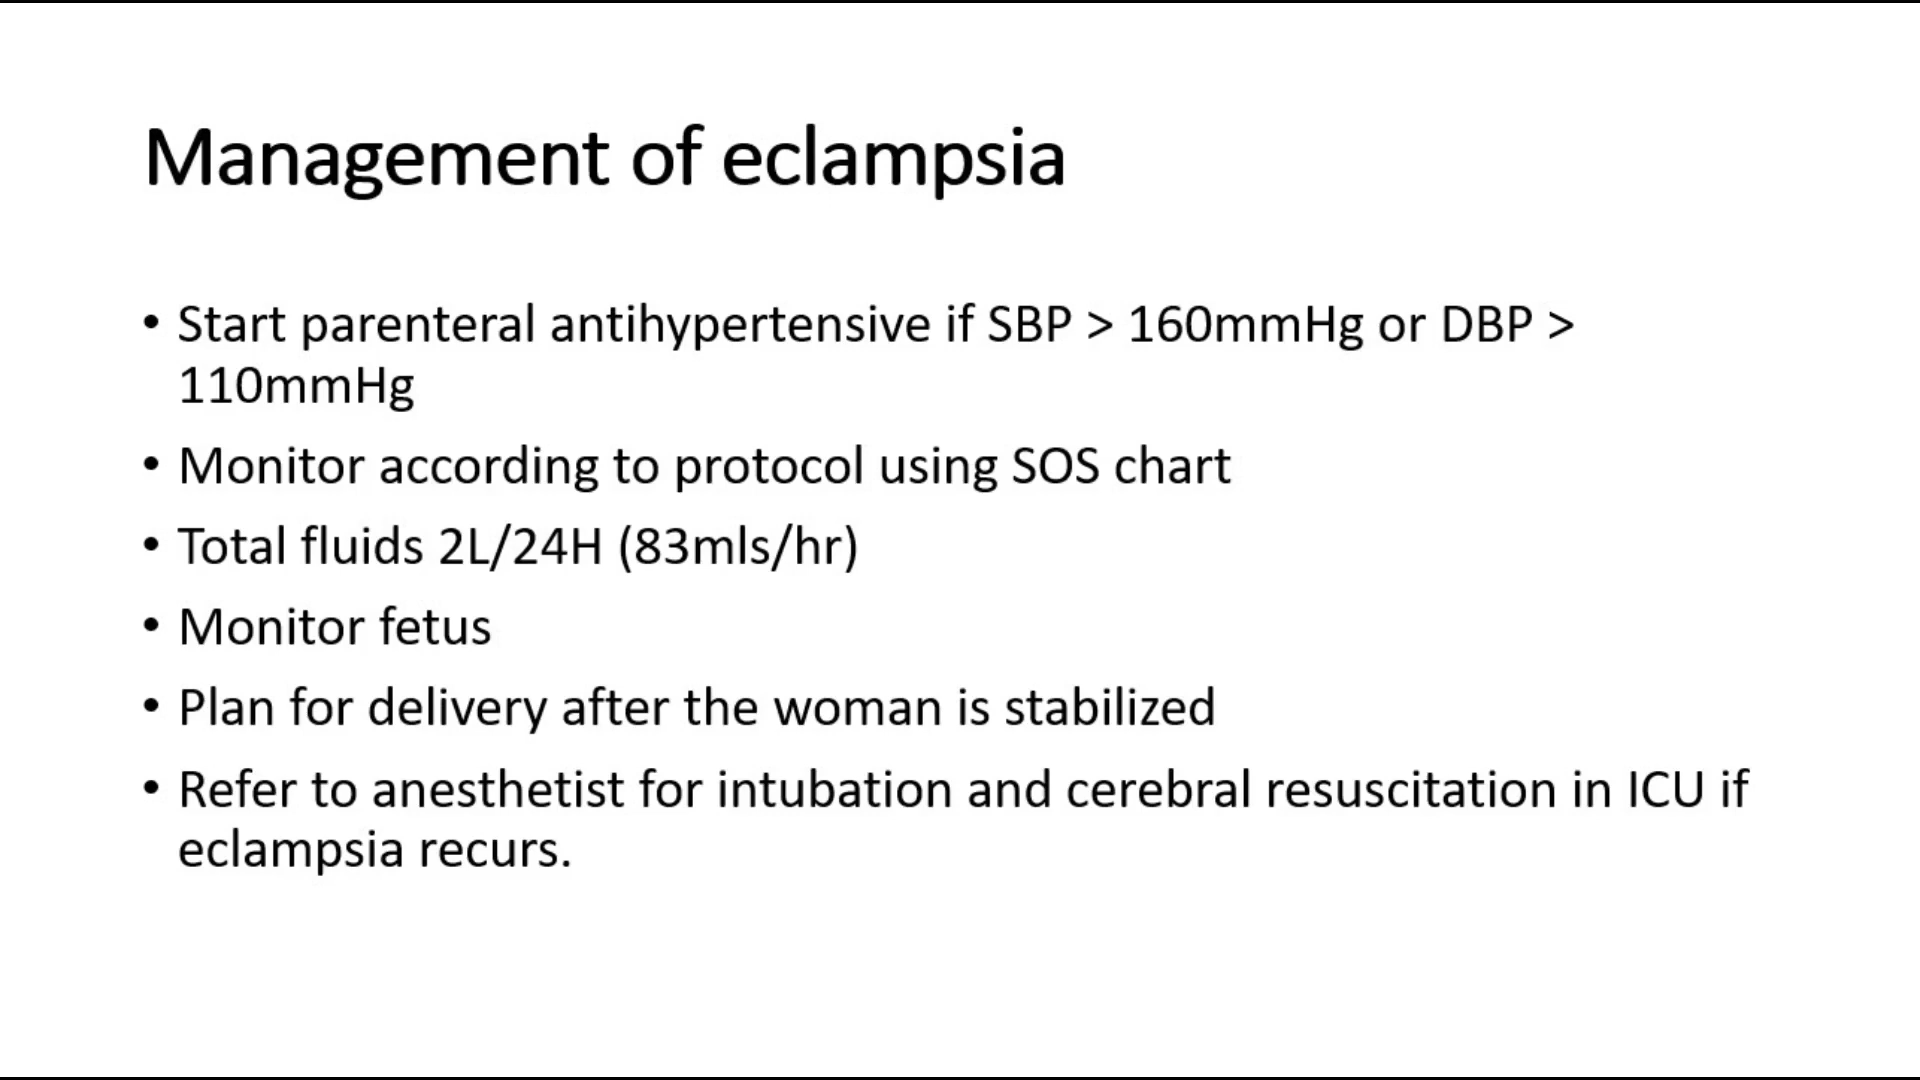 Management of eclampsia
• Start parenteral antihypertensive if SBP > 160mmHg or DBP >
110mmHg
• Monitor according to protocol using SOS chart
• Total fluids 2L/24H (83mls/hr)
• Monitor fetus
• Plan for delivery after the woman is stabilized
• Refer to anesthetist for intubation and cerebral resuscitation in ICU if
eclampsia recurs.